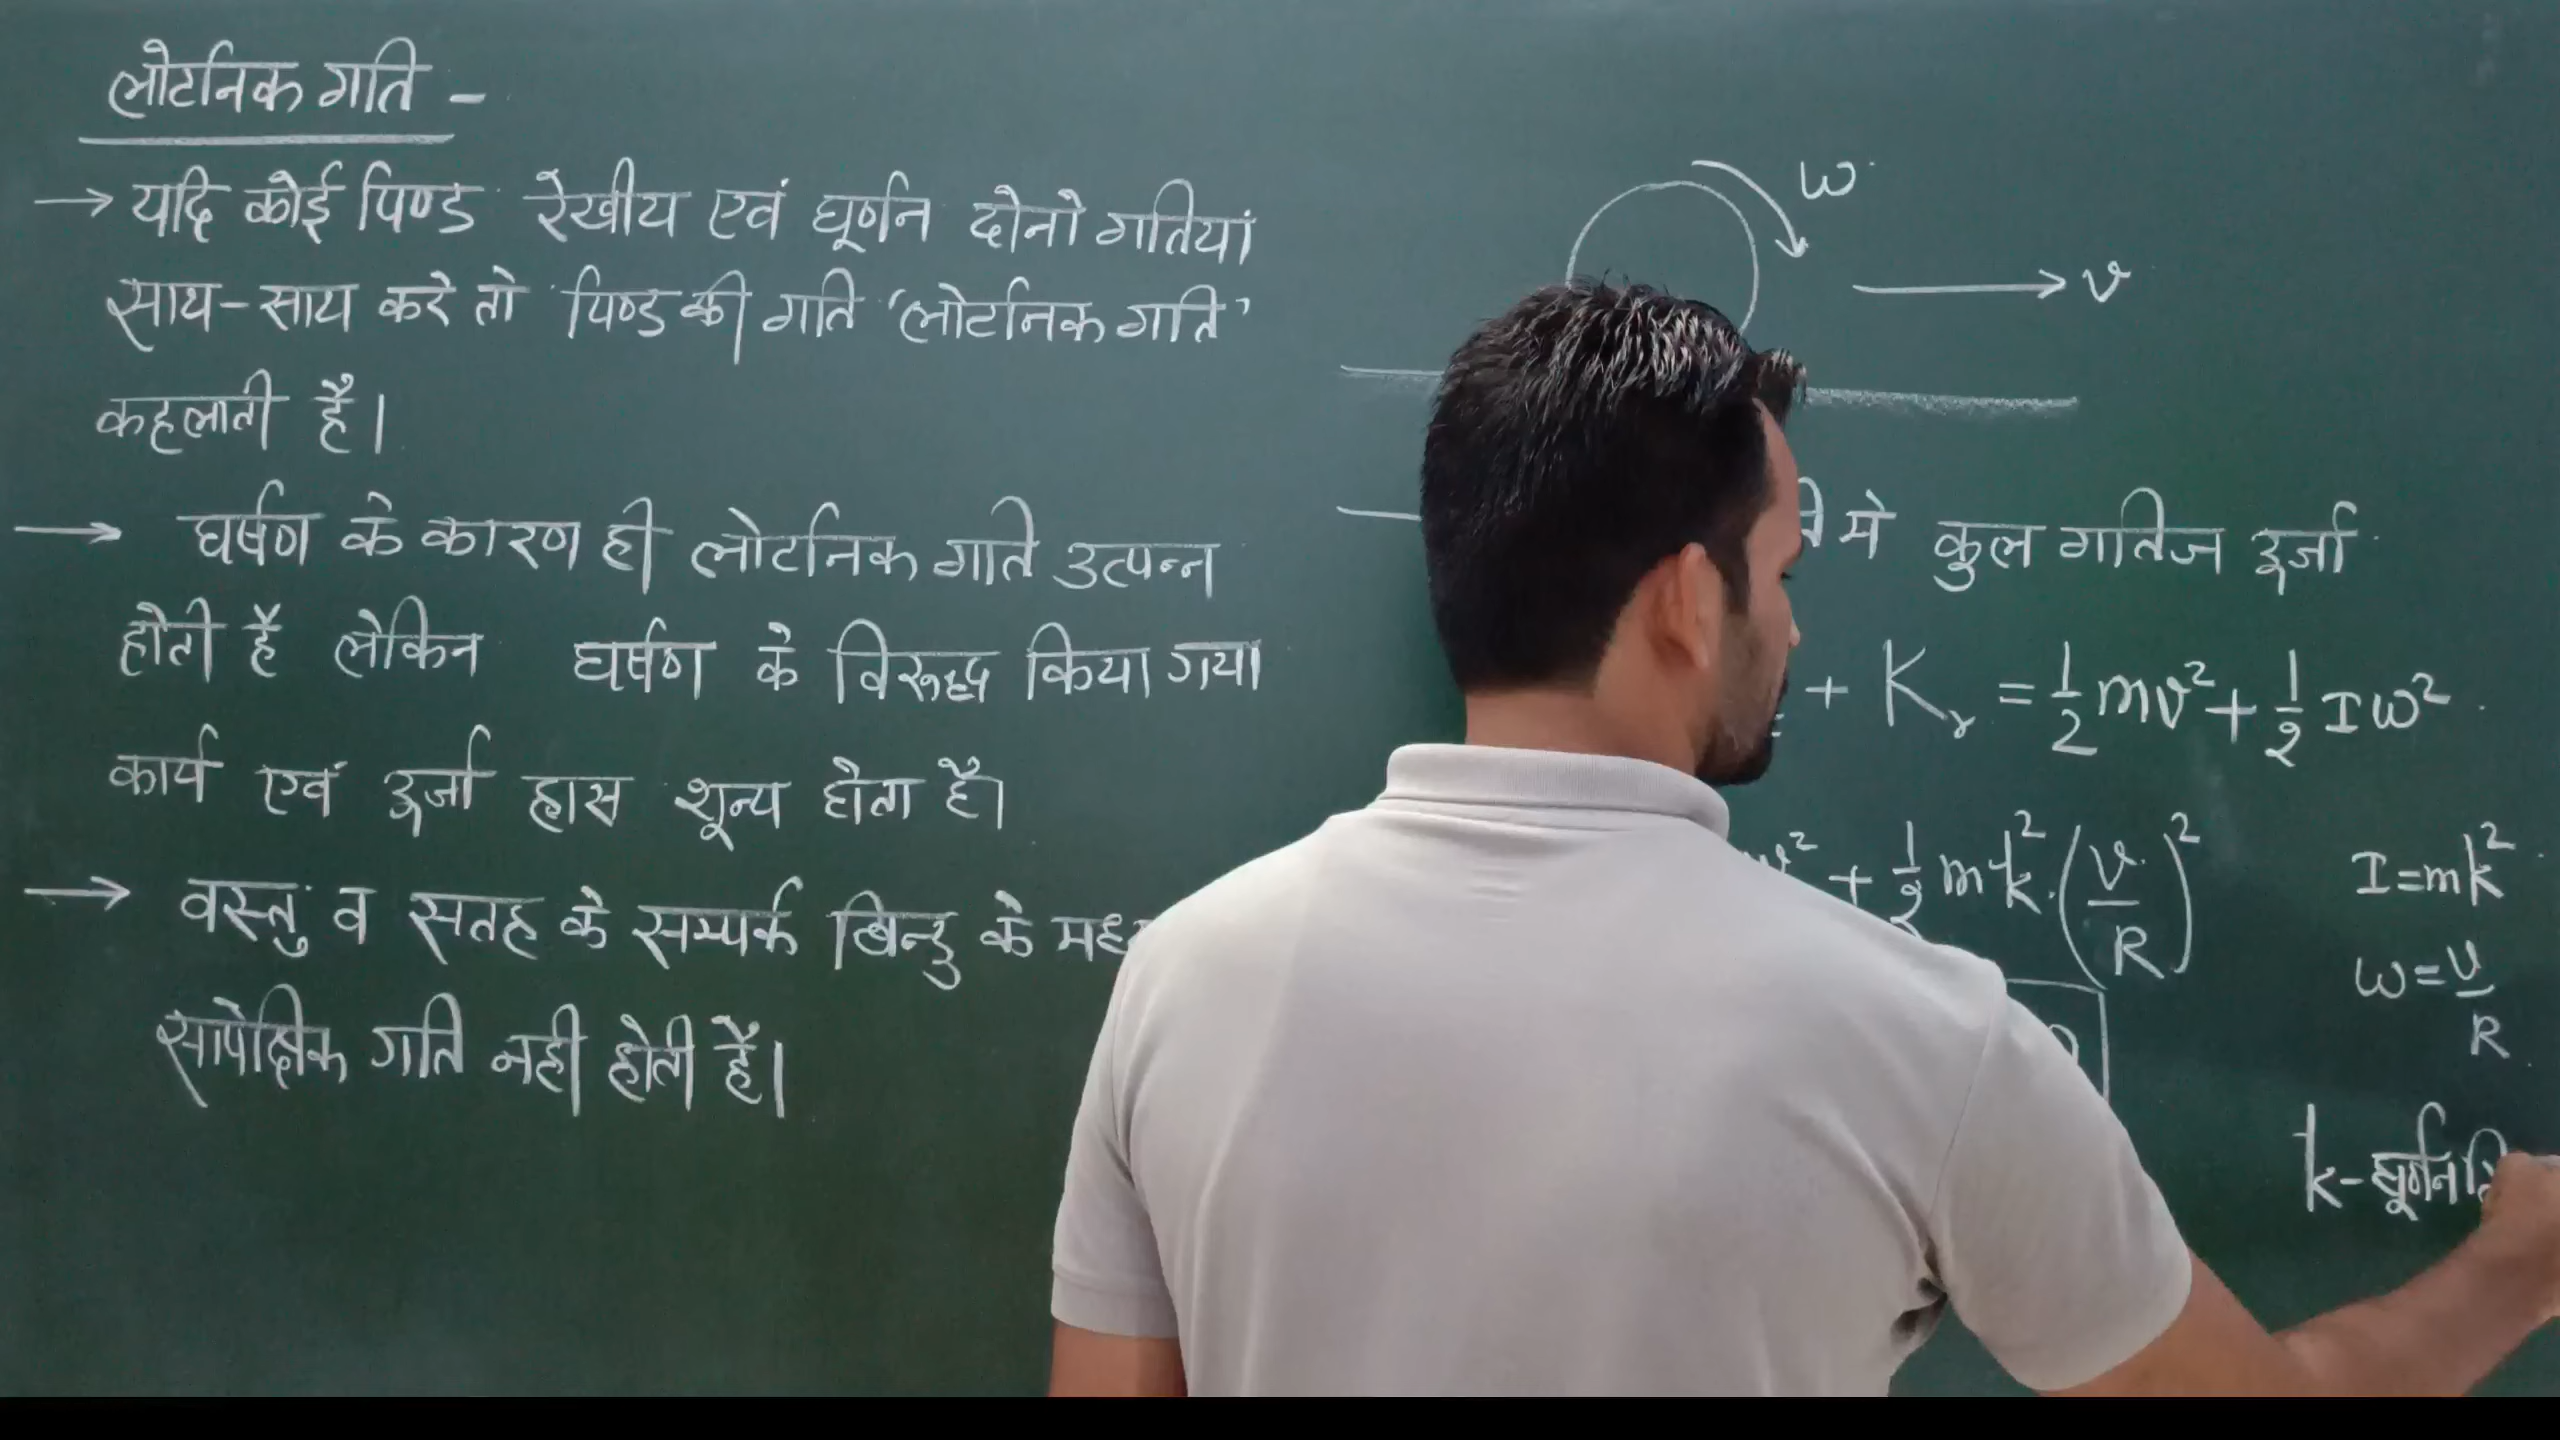 लोटनिक गति -
→ यदि कोई पिण्ड रेखीय एवं घूर्णन दोनो गतियां
साथ-साथ करे तो पिण्ड की गति 'लोटनिक गति'
कहलाती है।
→ घर्षण के कारण ही लोटनिक गति उत्पन्न
होती है लेकिन घर्षण के विरूद्ध किया गया
कार्य एवं ऊर्जा ह्रास शून्य होता है।
→ वस्तु व सतह के सम्पर्क बिन्दु के
सापेक्षिक गति नही होती है।
ω
→ v
मे कुल गतिज ऊर्जा
+ Kr = 1/2 mv² + 1/2 Iω²
v² + 1/2 mk² (v/R)²
I = mk²
ω = v/R
k - घूर्णन